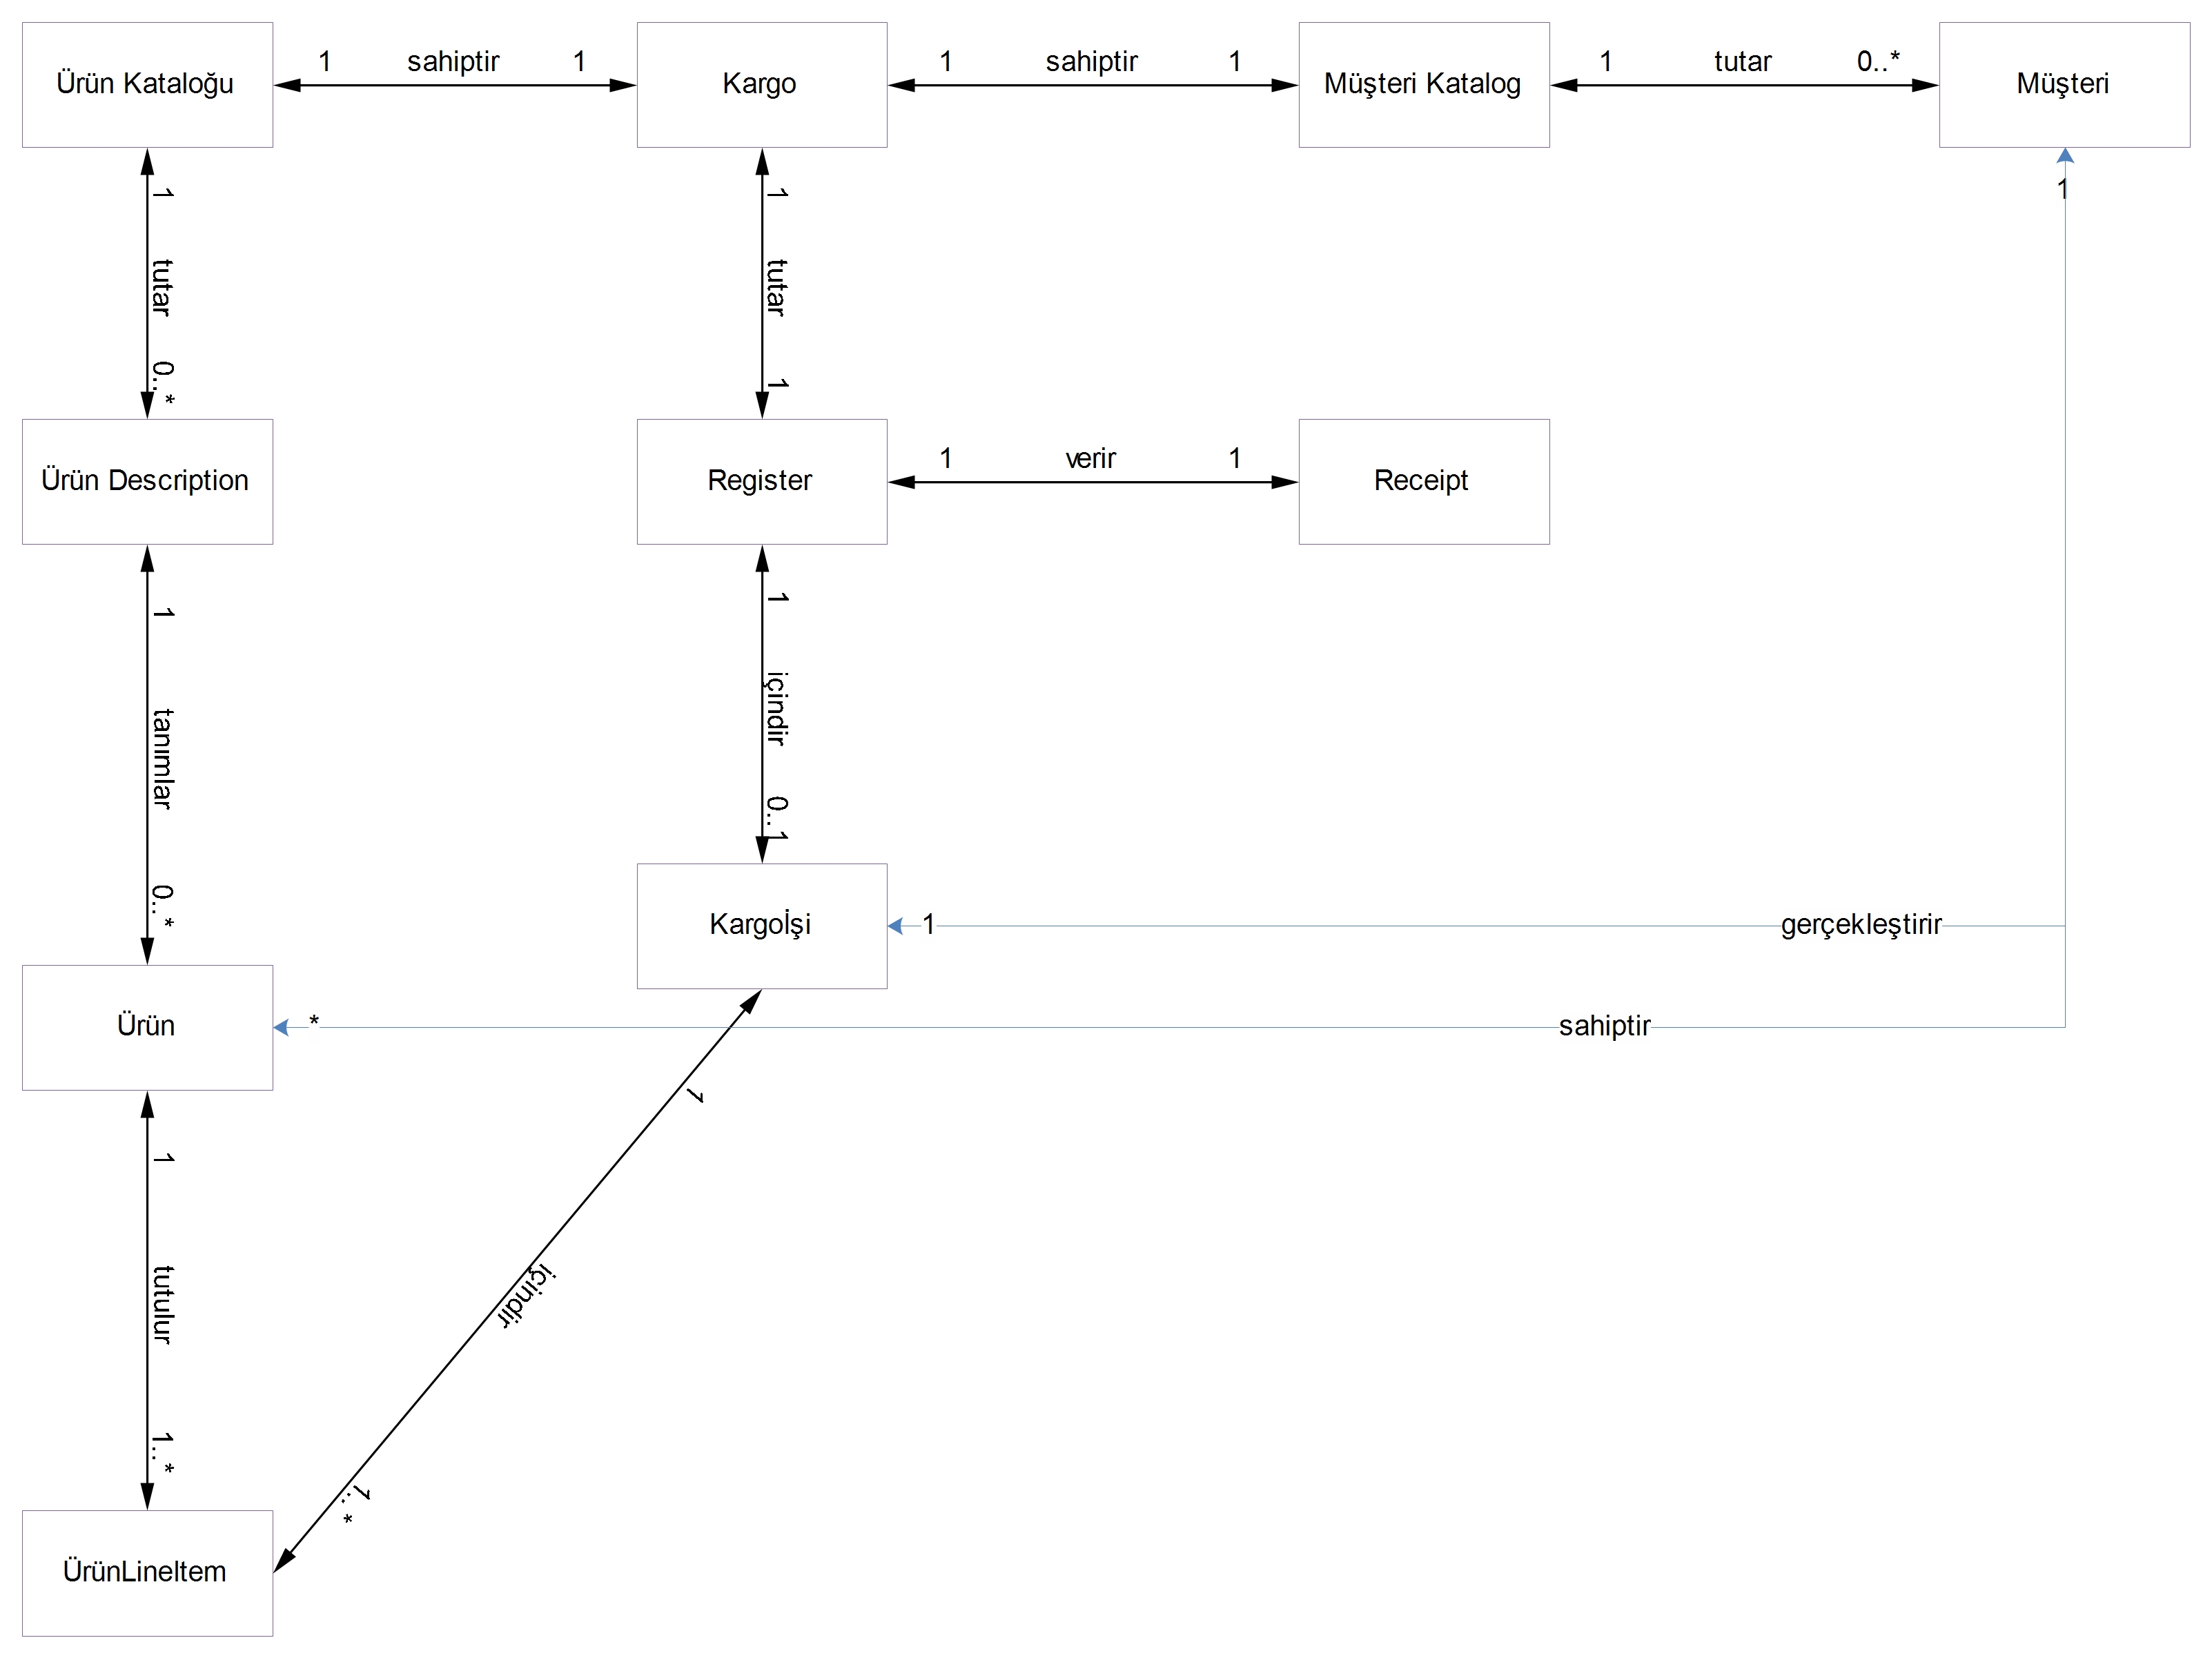 Ürün Kataloğu
1 sahiptir 1
Kargo
1 sahiptir 1
Müşteri Katalog
1 tutar 0..*
Müşteri
1 tutar 0..*
1 tutar 1
1
Ürün Description
Register
1 verir 1
Receipt
1 tanımlar 0..*
1 içindir 0..1
Kargoİşi
1 gerçekleştirir
Ürün
* sahiptir
1 tutulur 1..*
1 içindir 1..*
ÜrünLineItem